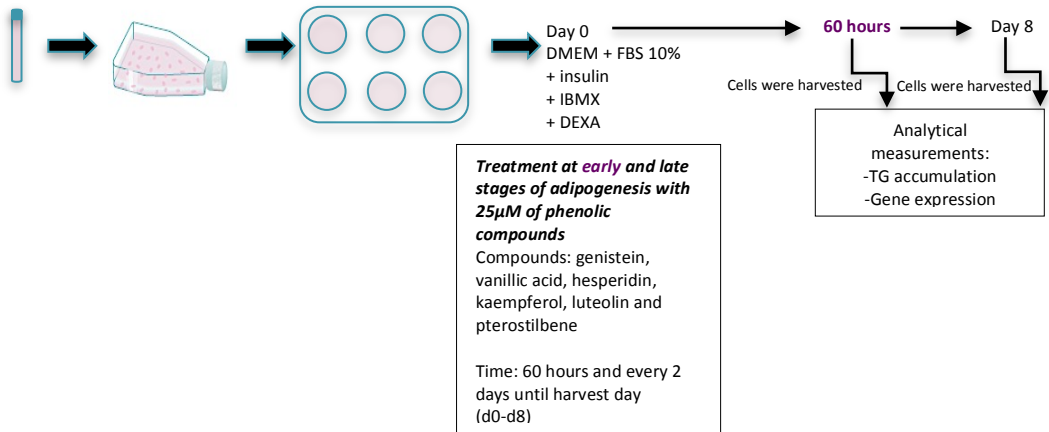 Day 0
DMEM + FBS 10%
+ insulin
+ IBMX
+ DEXA
60 hours
Day 8
Cells were harvested
Cells were harvested
Analytical
measurements:
-TG accumulation
-Gene expression
Treatment at early and late
stages of adipogenesis with
25µM of phenolic
compounds
Compounds: genistein,
vanillic acid, hesperidin,
kaempferol, luteolin and
pterostilbene
Time: 60 hours and every 2
days until harvest day
(d0-d8)